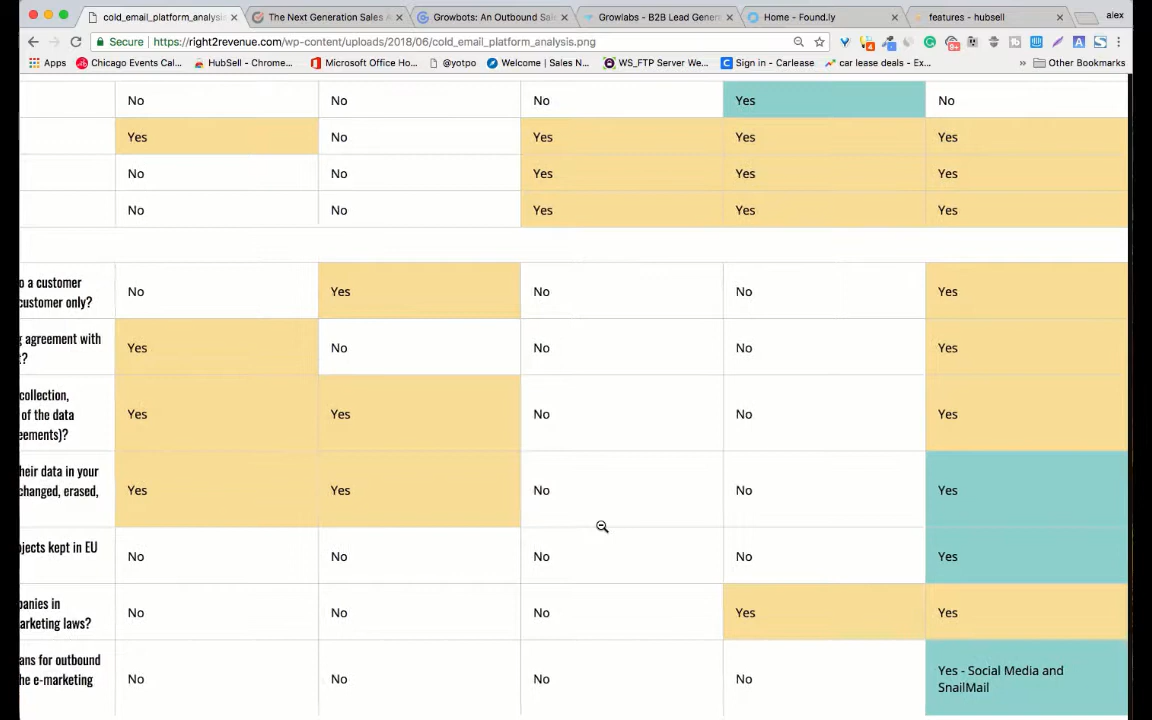 cold_email_platform_analysis
The Next Generation Sales A
Growbots: An Outbound Sal
Growlabs - B2B Lead Gener
Home - Found.ly
features - hubsell
alex
Secure
https://right2revenue.com/wp-content/uploads/2018/06/cold_email_platform_analysis.png
Apps
Chicago Events Cal...
HubSell - Chrome...
Microsoft Office Ho...
@yotpo
Welcome | Sales N...
WS_FTP Server We...
Sign in - Carlease
car lease deals - Ex...
»
Other Bookmarks
No No No Yes No
Yes No Yes Yes Yes
No No Yes Yes Yes
No No Yes Yes Yes
o a customer
customer only?
No Yes No No Yes
g agreement with
t?
Yes No No No Yes
collection,
of the data
eements)?
Yes Yes No No Yes
heir data in your
changed, erased,
Yes Yes No No Yes
bjects kept in EU
No No No No Yes
panies in
arketing laws?
No No No Yes Yes
ans for outbound
he e-marketing
No No No No Yes - Social Media and
SnailMail